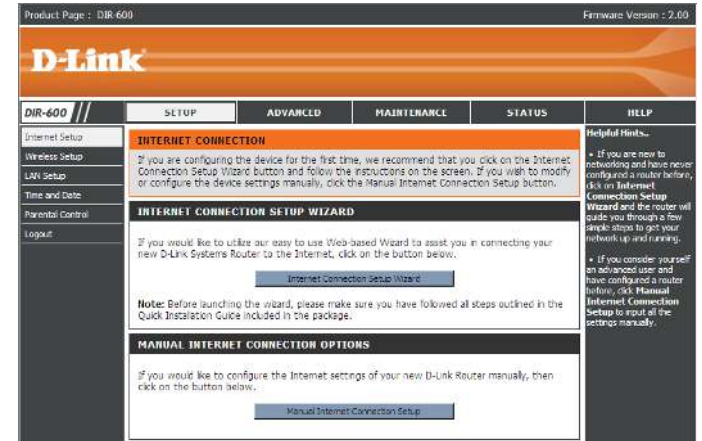 Product Page : DIR-600
Firmware Version : 2.00
D-Link
DIR-600
SETUP
ADVANCED
MAINTENANCE
STATUS
HELP
Internet Setup
Wireless Setup
LAN Setup
Time and Date
Parental Control
Logout
INTERNET CONNECTION
If you are configuring the device for the first time, we recommend that you click on the Internet
Connection Setup Wizard button and follow the instructions on the screen. If you wish to modify
or configure the device settings manually, click the Manual Internet Connection Setup button.
INTERNET CONNECTION SETUP WIZARD
If you would like to utilize our easy to use Web-based Wizard to assist you in connecting your
new D-Link Systems Router to the Internet, click on the button below.
Internet Connection Setup Wizard
Note: Before launching the wizard, please make sure you have followed all steps outlined in the
Quick Installation Guide included in the package.
MANUAL INTERNET CONNECTION OPTIONS
If you would like to configure the Internet settings of your new D-Link Router manually, then
click on the button below.
Manual Internet Connection Setup
Helpful Hints..
• If you are new to
networking and have never
configured a router before,
click on Internet
Connection Setup
Wizard and the router will
guide you through a few
simple steps to get your
network up and running.
• If you consider yourself
an advanced user and
have configured a router
before, click Manual
Internet Connection
Setup to input all the
settings manually.